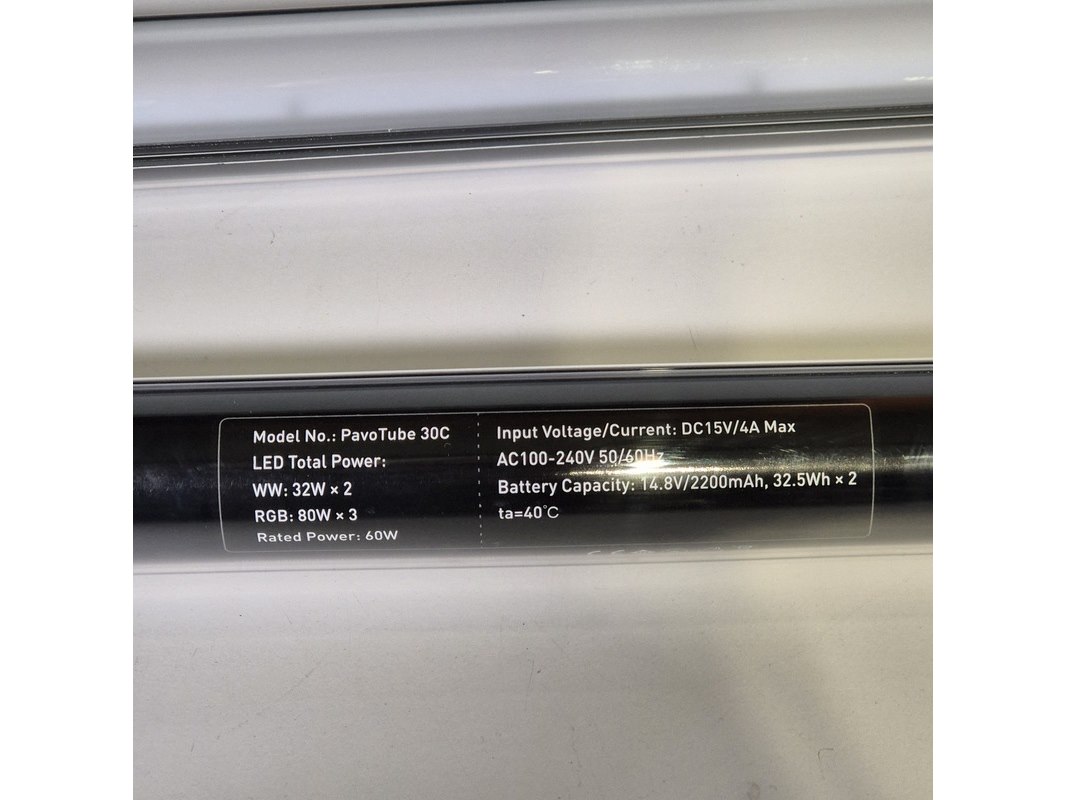 Model No.: PavoTube 30C
LED Total Power:
WW: 32W × 2
RGB: 80W × 3
Rated Power: 60W
Input Voltage/Current: DC15V/4A Max
AC100-240V 50/60Hz
Battery Capacity: 14.8V/2200mAh, 32.5Wh × 2
ta=40°C